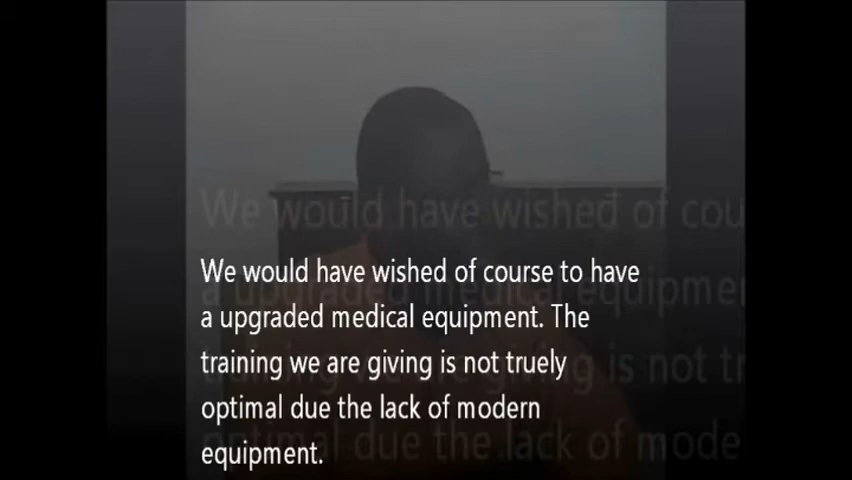 We would have wished of course to have
a upgraded medical equipment. The
training we are giving is not truely
optimal due the lack of modern
equipment.